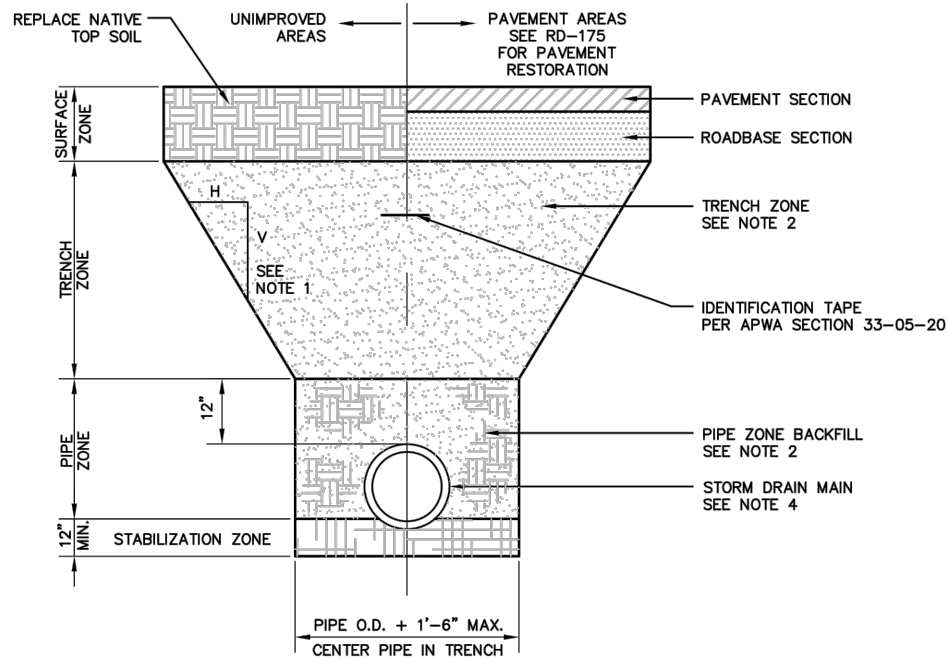 REPLACE NATIVE
TOP SOIL
UNIMPROVED
AREAS
PAVEMENT AREAS
SEE RD-175
FOR PAVEMENT
RESTORATION
SURFACE
ZONE
PAVEMENT SECTION
ROADBASE SECTION
H
V
SEE
NOTE 1
TRENCH
ZONE
TRENCH ZONE
SEE NOTE 2
IDENTIFICATION TAPE
PER APWA SECTION 33-05-20
12"
PIPE
ZONE
PIPE ZONE BACKFILL
SEE NOTE 2
STORM DRAIN MAIN
SEE NOTE 4
12"
MIN.
STABILIZATION ZONE
PIPE O.D. + 1'-6" MAX.
CENTER PIPE IN TRENCH